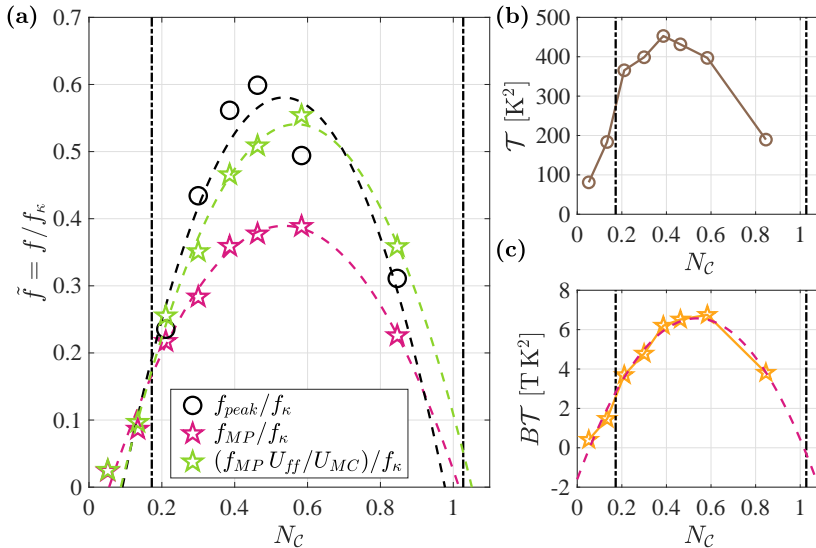 (a)
0.7
0.6
0.5
0.4
0.3
0.2
0.1
0
f̃ = f/f_κ
f_peak/f_κ
f_MP/f_κ
(f_MP U_ff/U_MC)/f_κ
0 0.2 0.4 0.6 0.8 1
N_𝒞
(b)
500
400
300
200
100
0
𝒯 [K²]
0 0.2 0.4 0.6 0.8 1
N_𝒞
(c)
8
6
4
2
0
-2
B𝒯 [T K²]
0 0.2 0.4 0.6 0.8 1
N_𝒞